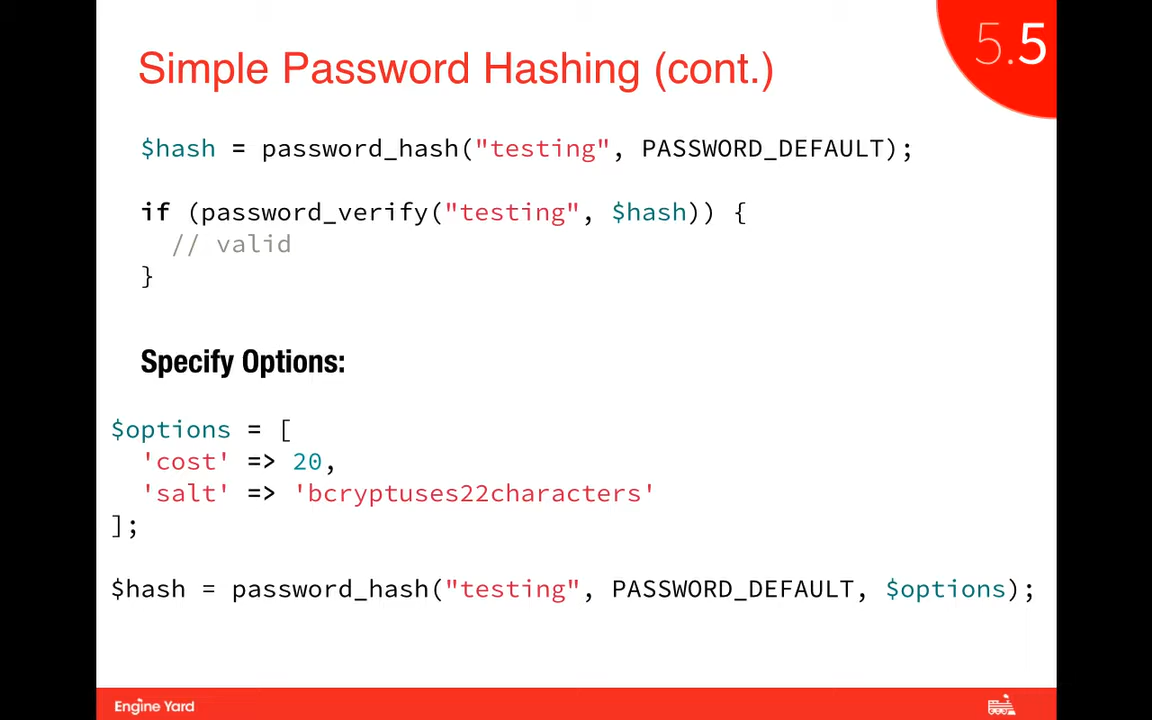 5.5
Simple Password Hashing (cont.)
$hash = password_hash("testing", PASSWORD_DEFAULT);
if (password_verify("testing", $hash)) {
// valid
}
Specify Options:
$options = [
'cost' => 20,
'salt' => 'bcryptuses22characters'
];
$hash = password_hash("testing", PASSWORD_DEFAULT, $options);
Engine Yard